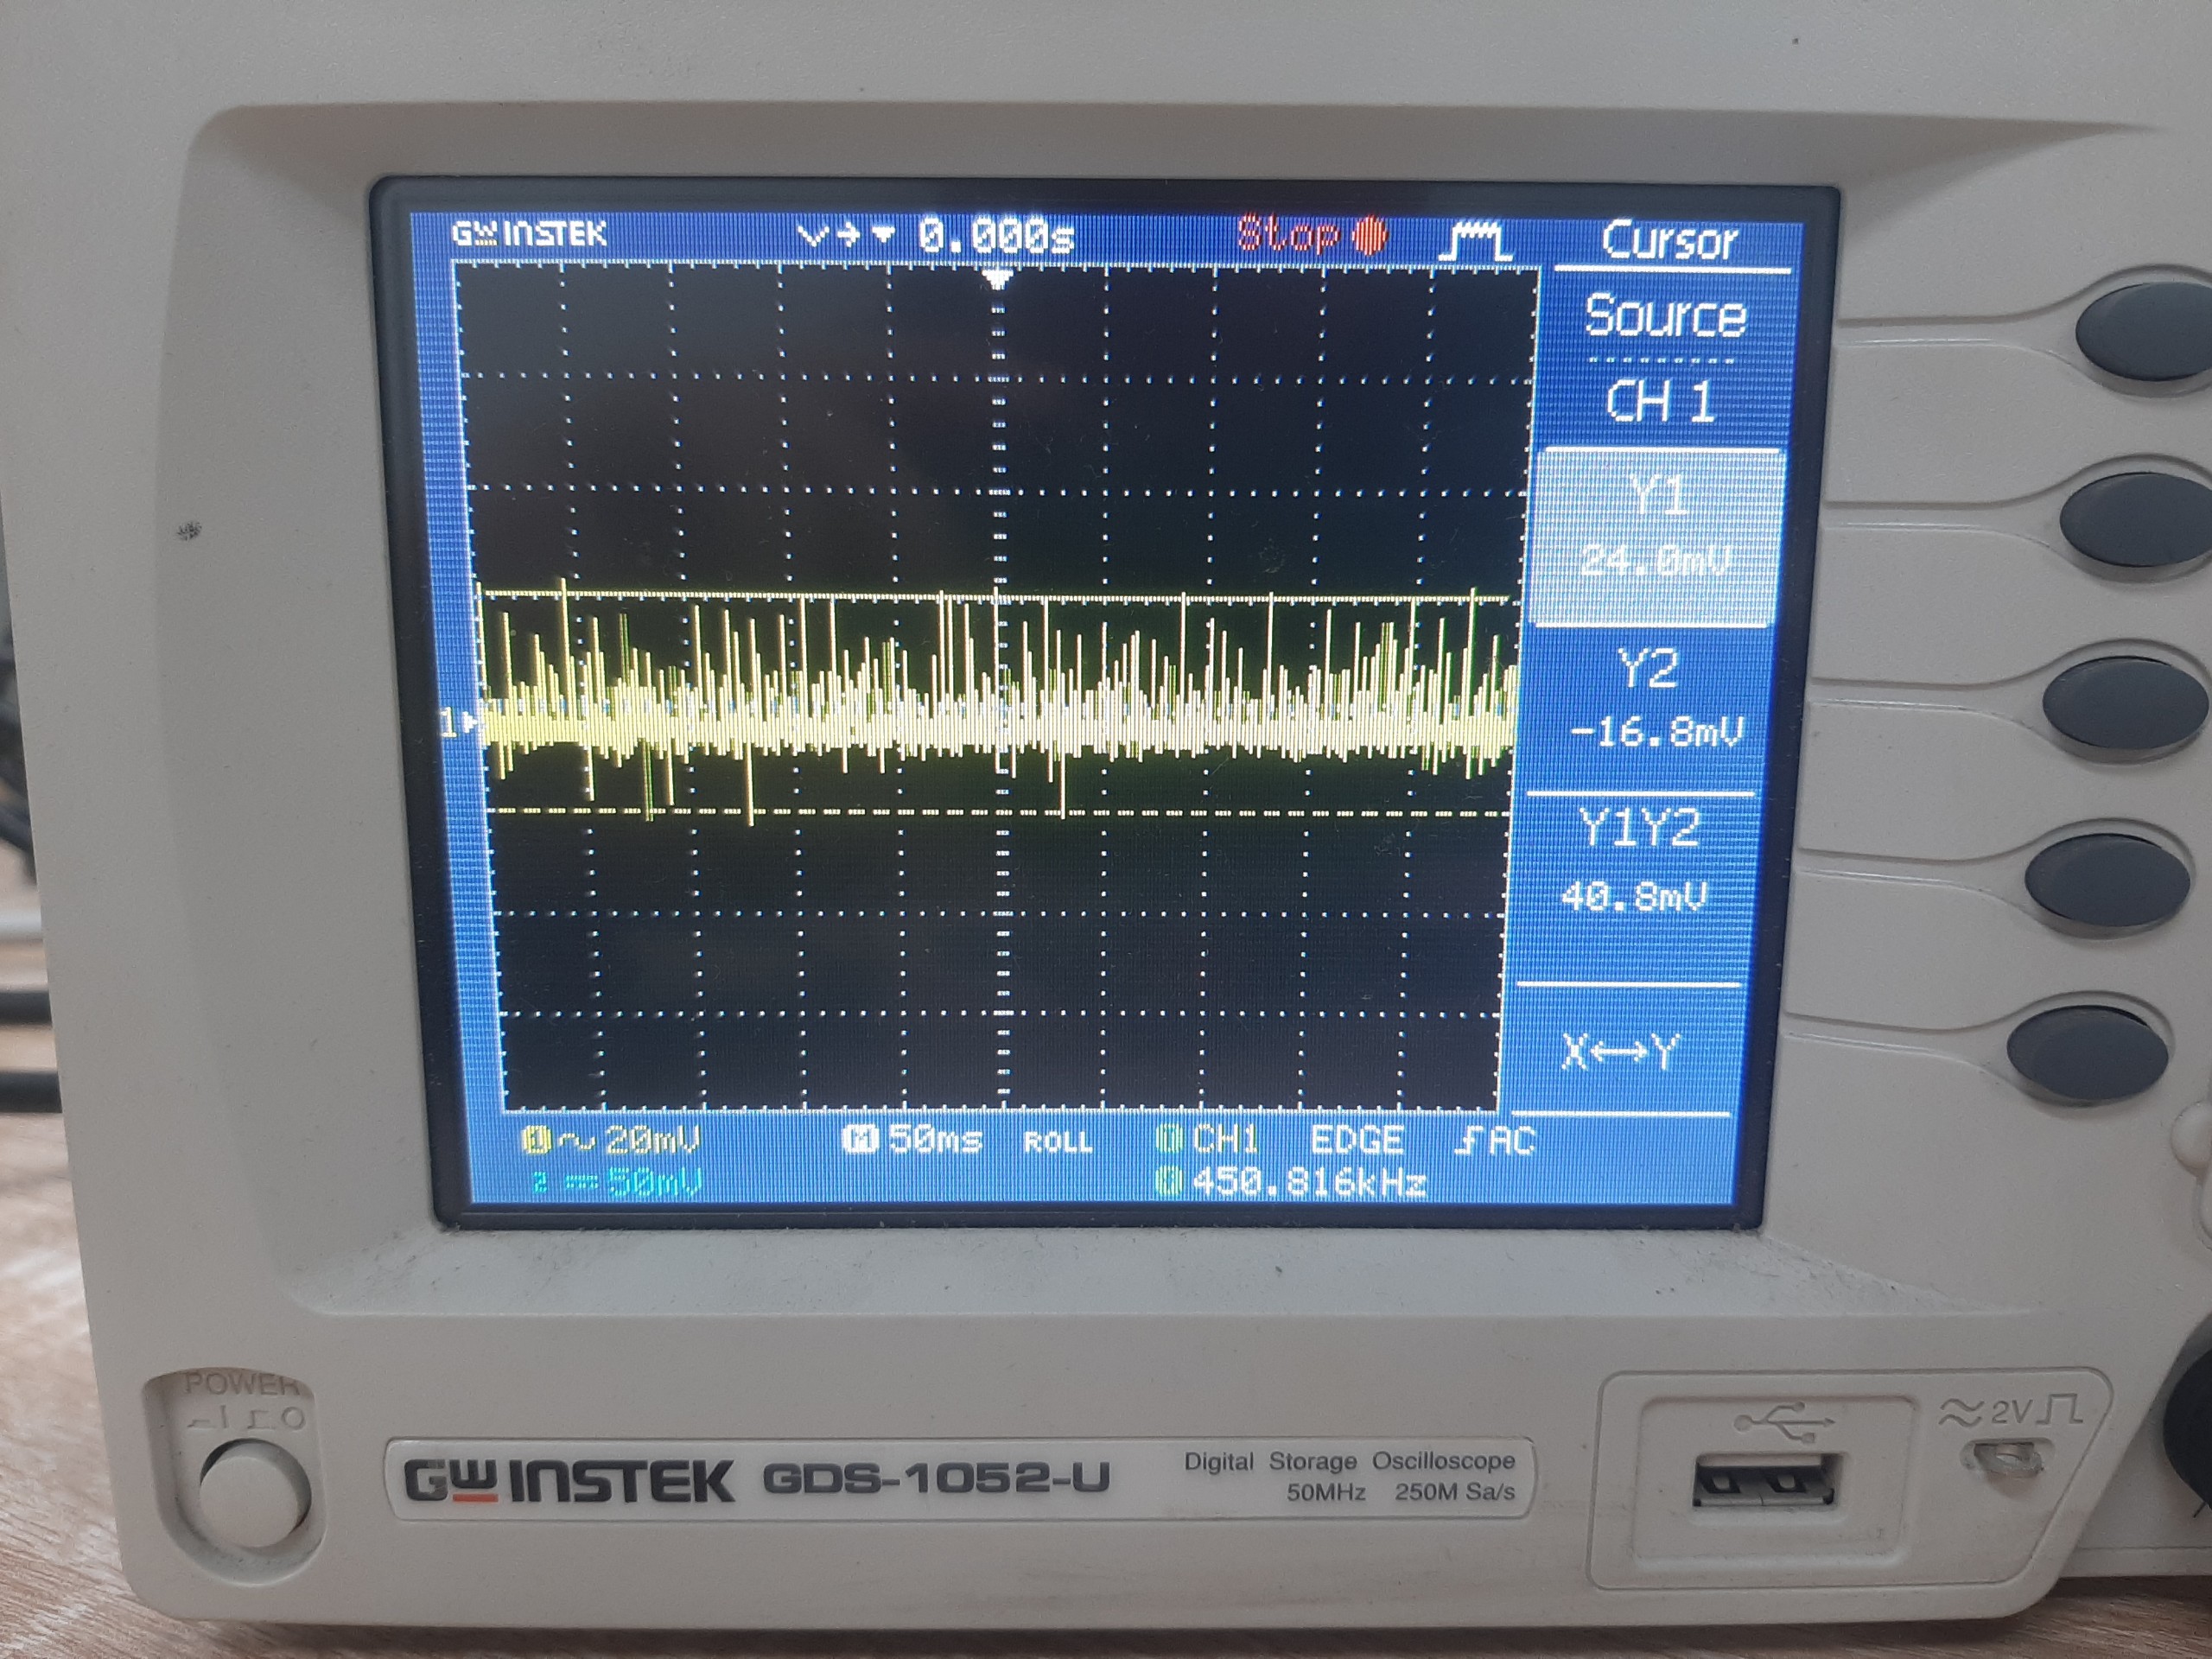 GW INSTEK 0.000s Stop Cursor
Source
CH 1
Y1
24.0mV
1
Y2
-16.8mV
Y1Y2
40.8mV
X↔Y
1 ~ 20mV M 50ms ROLL CH1 EDGE AC
2 50mV 450.816kHz
POWER
GW INSTEK GDS-1052-U
Digital Storage Oscilloscope
50MHz 250M Sa/s
≈2V